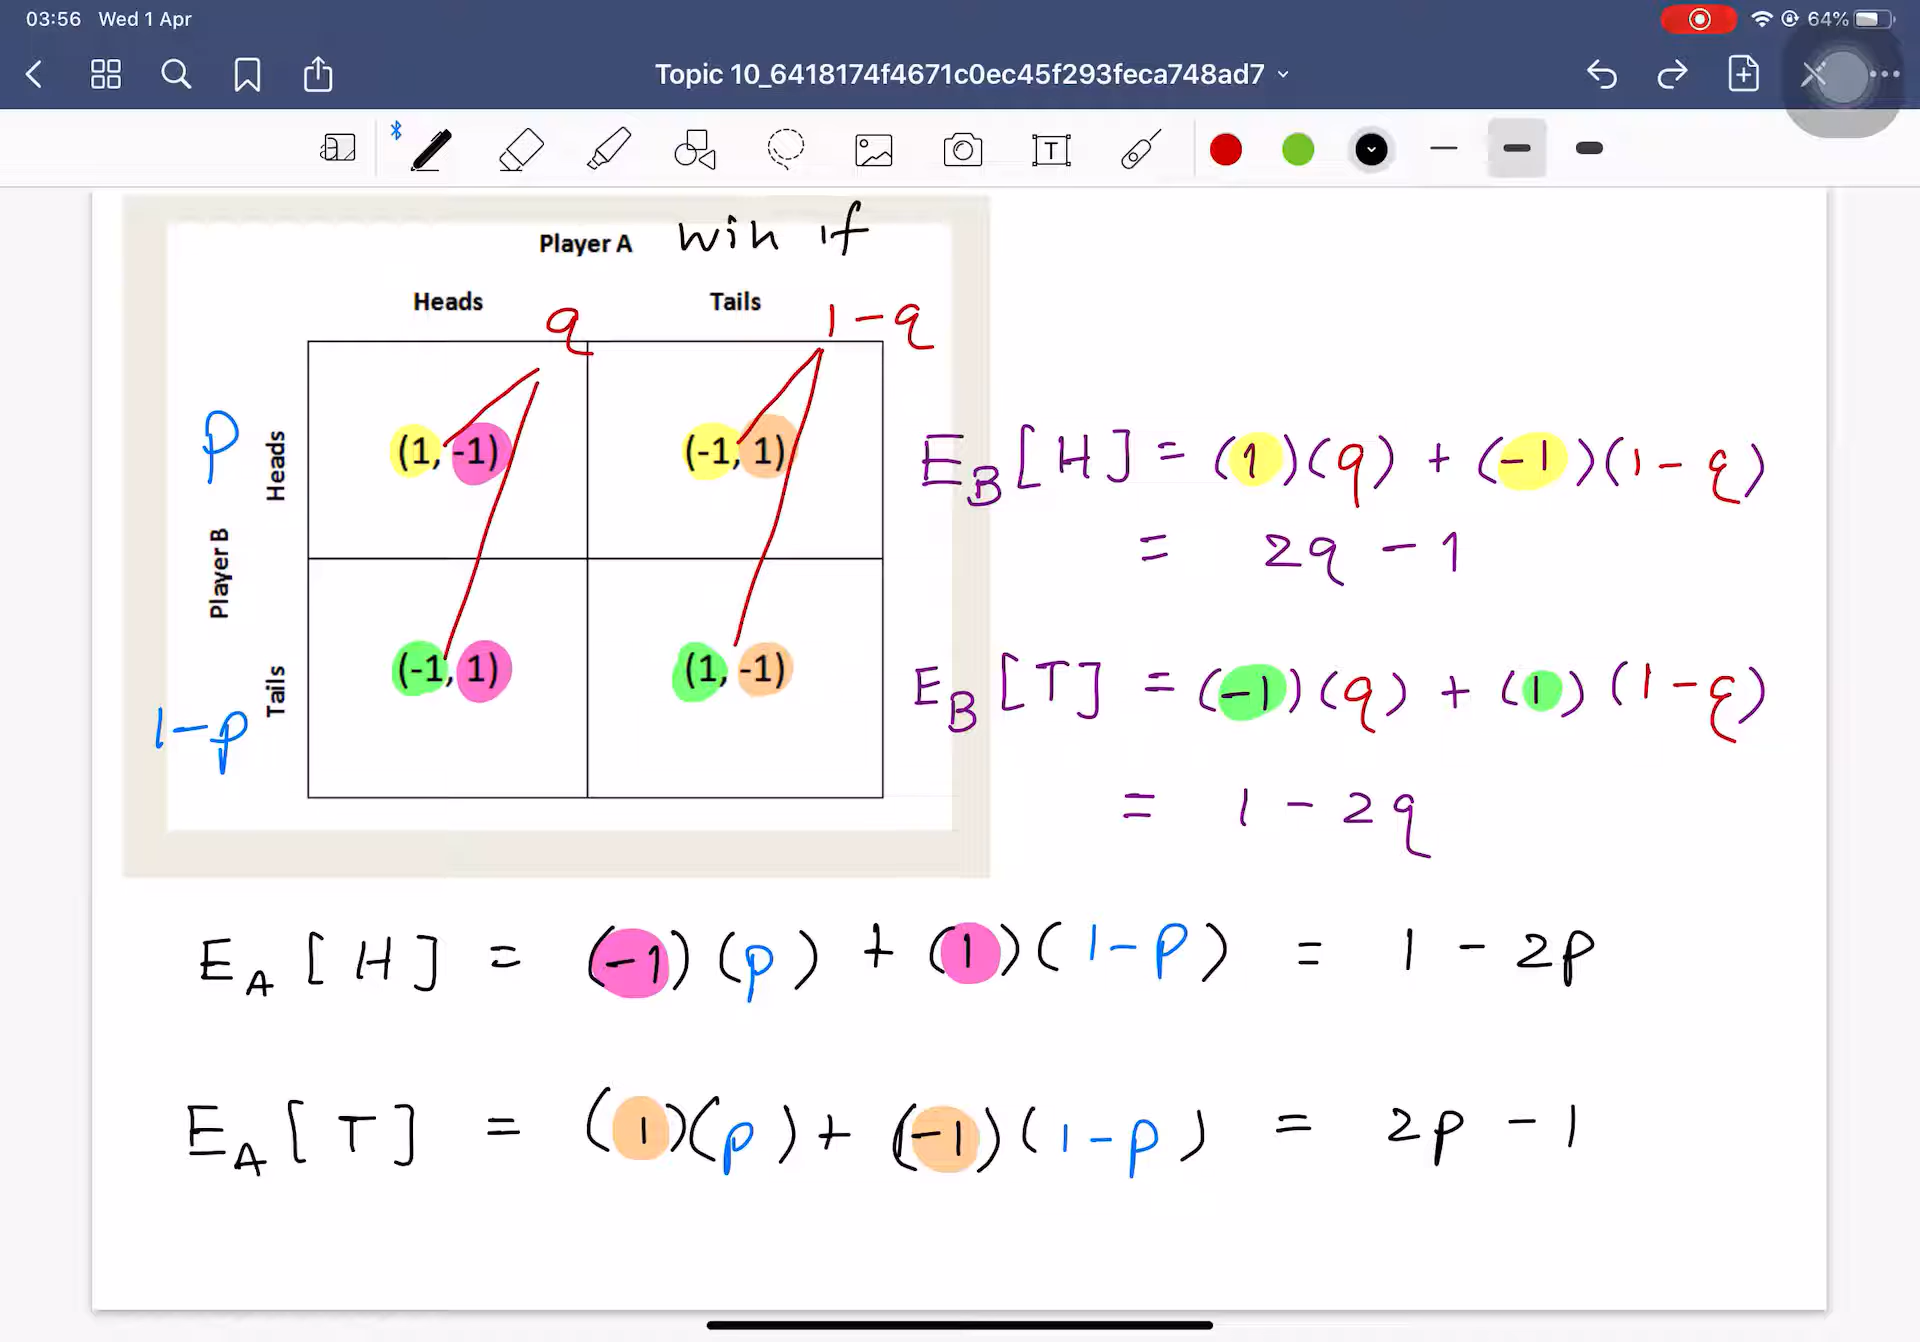 03:56 Wed 1 Apr
64%
Topic 10_6418174f4671c0ec45f293feca748ad7
Player A win if
Heads Tails
q 1-q
p Heads (1, -1) (-1, 1)
Player B
1-p Tails (-1, 1) (1, -1)
E_B [H] = (1)(q) + (-1)(1-q)
= 2q - 1
E_B [T] = (-1)(q) + (1)(1-q)
= 1 - 2q
E_A [H] = (-1)(p) + (1)(1-p) = 1 - 2p
E_A [T] = (1)(p) + (-1)(1-p) = 2p - 1